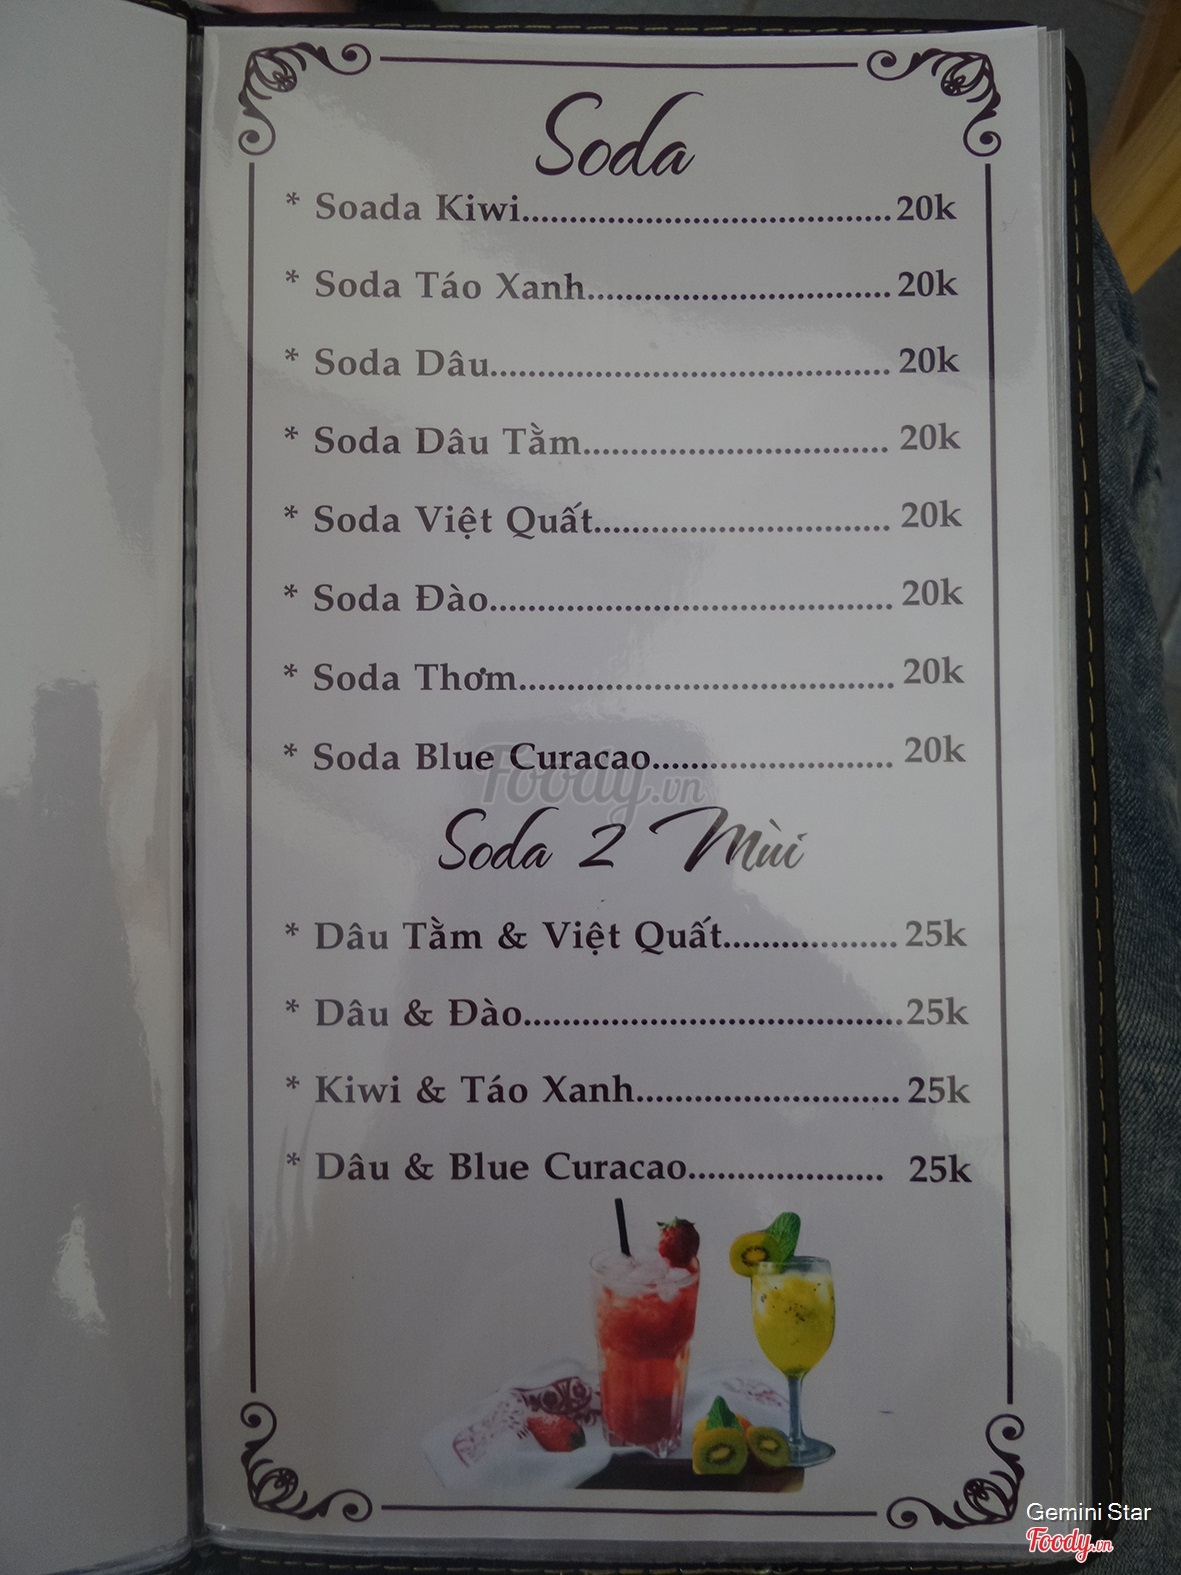 Soda
* Soada Kiwi......................................20k
* Soda Táo Xanh...............................20k
* Soda Dâu.........................................20k
* Soda Dâu Tằm................................20k
* Soda Việt Quất..............................20k
* Soda Đào.........................................20k
* Soda Thơm......................................20k
* Soda Blue Curacao.........................20k
Foody.vn
Soda 2 Mùi
* Dâu Tằm & Việt Quất..................25k
* Dâu & Đào.......................................25k
* Kiwi & Táo Xanh...........................25k
* Dâu & Blue Curacao.................... 25k
Gemini Star
Foody.vn